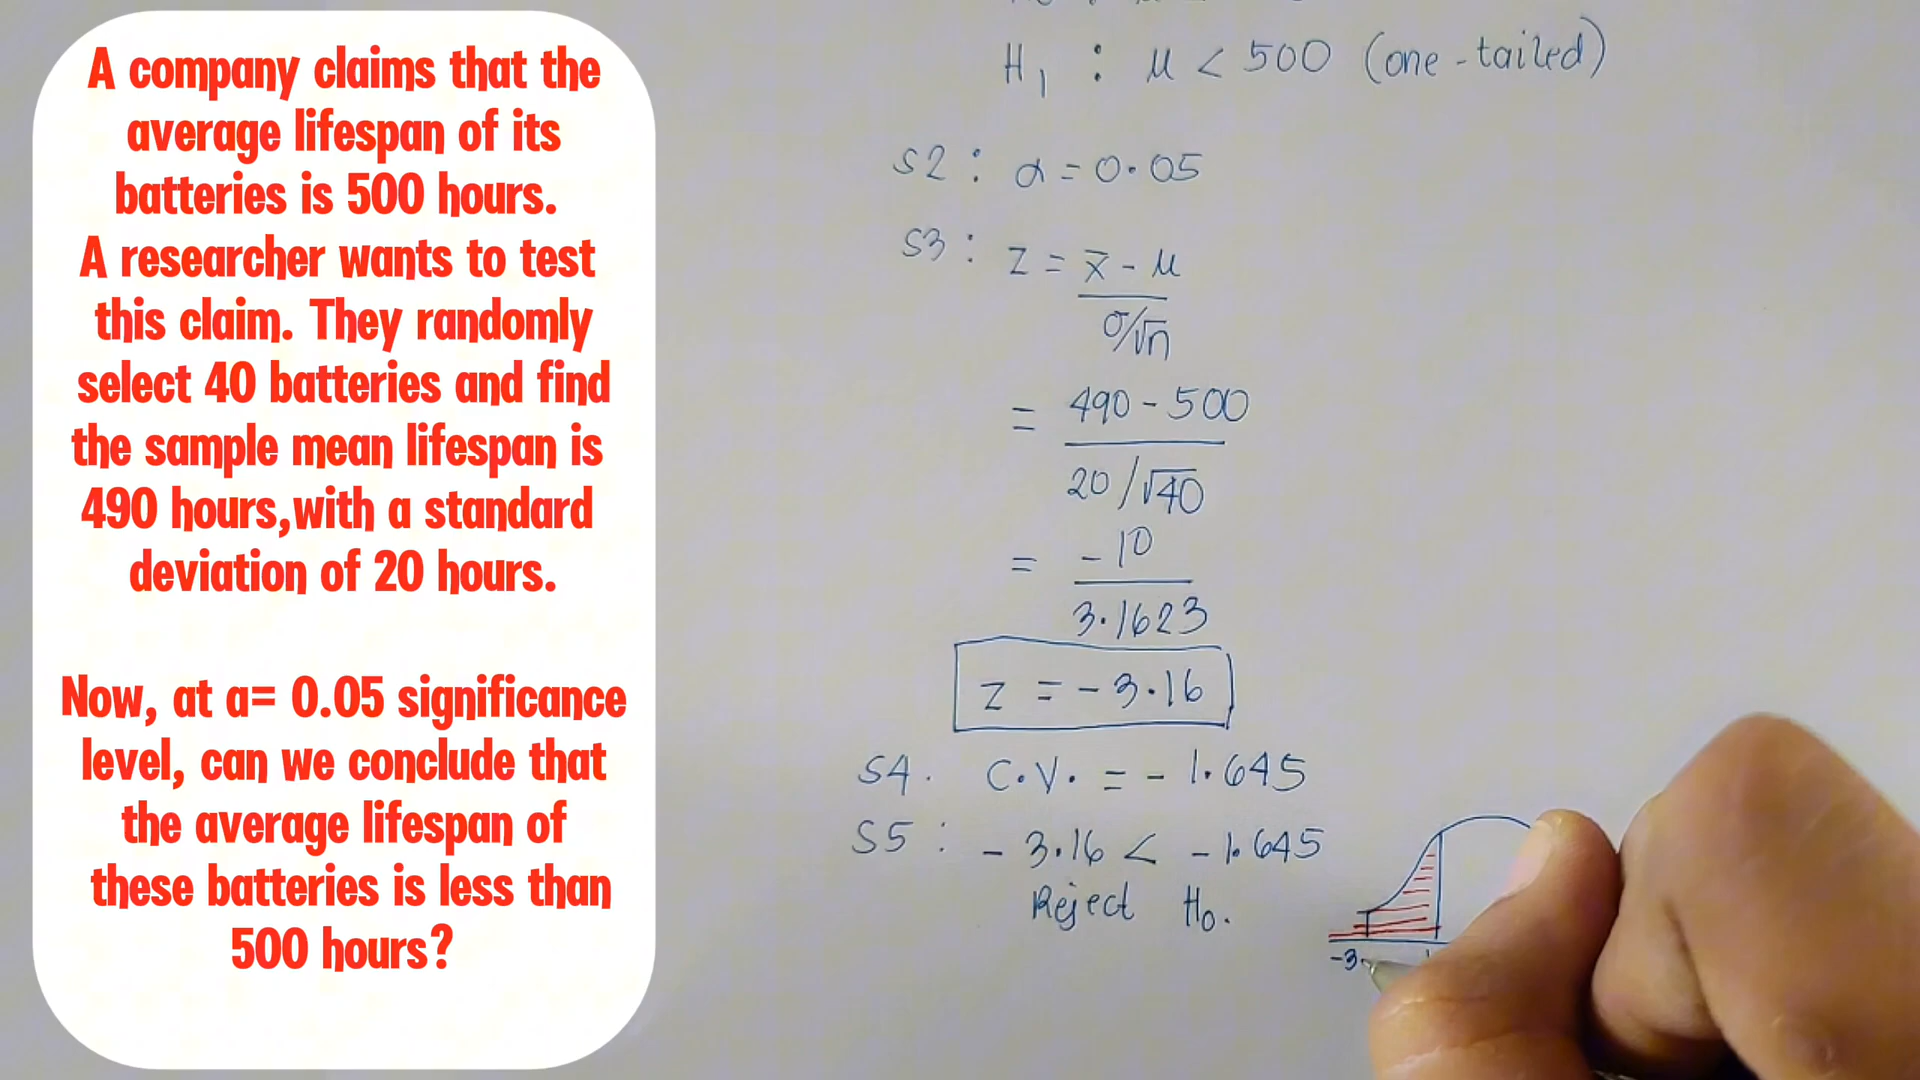 A company claims that the
average lifespan of its
batteries is 500 hours.
A researcher wants to test
this claim. They randomly
select 40 batteries and find
the sample mean lifespan is
490 hours,with a standard
deviation of 20 hours.
Now, at a= 0.05 significance
level, can we conclude that
the average lifespan of
these batteries is less than
500 hours?
H₁ : μ < 500 (one-tailed)
S2 : α = 0.05
S3 : z = x̄ - μ
σ/√n
= 490 - 500
20/√40
= -10
3.1623
z = -3.16
S4. C.V. = - 1.645
S5 : - 3.16 < - 1.645
Reject H₀.
-3.